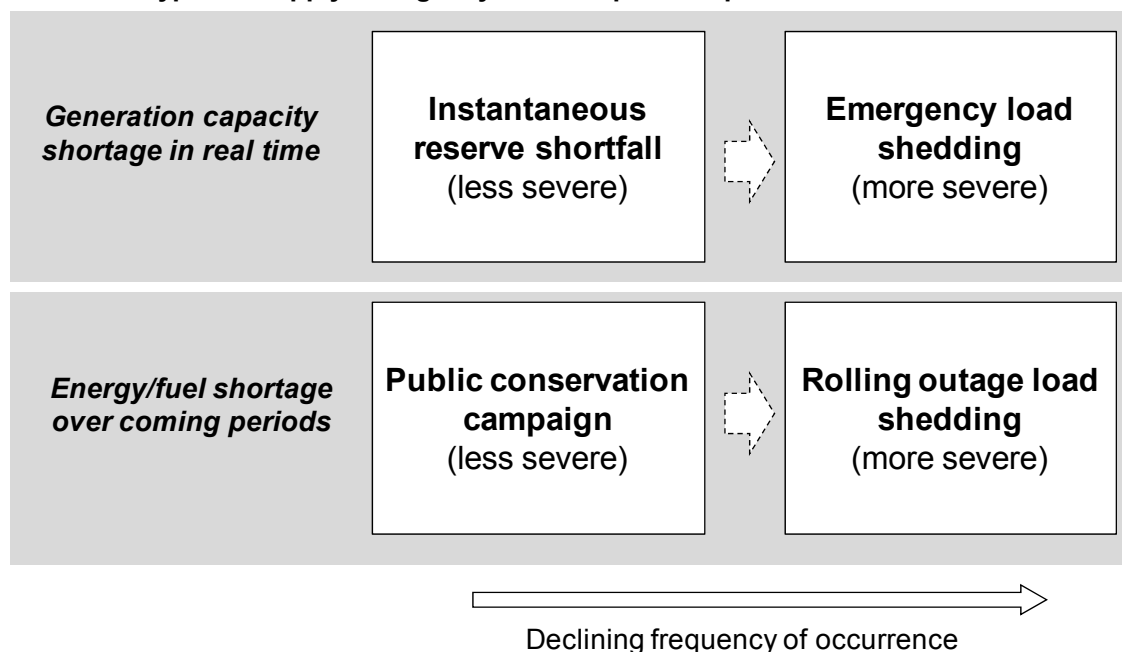 Generation capacity
shortage in real time
Instantaneous
reserve shortfall
(less severe)
Emergency load
shedding
(more severe)
Energy/fuel shortage
over coming periods
Public conservation
campaign
(less severe)
Rolling outage load
shedding
(more severe)
Declining frequency of occurrence